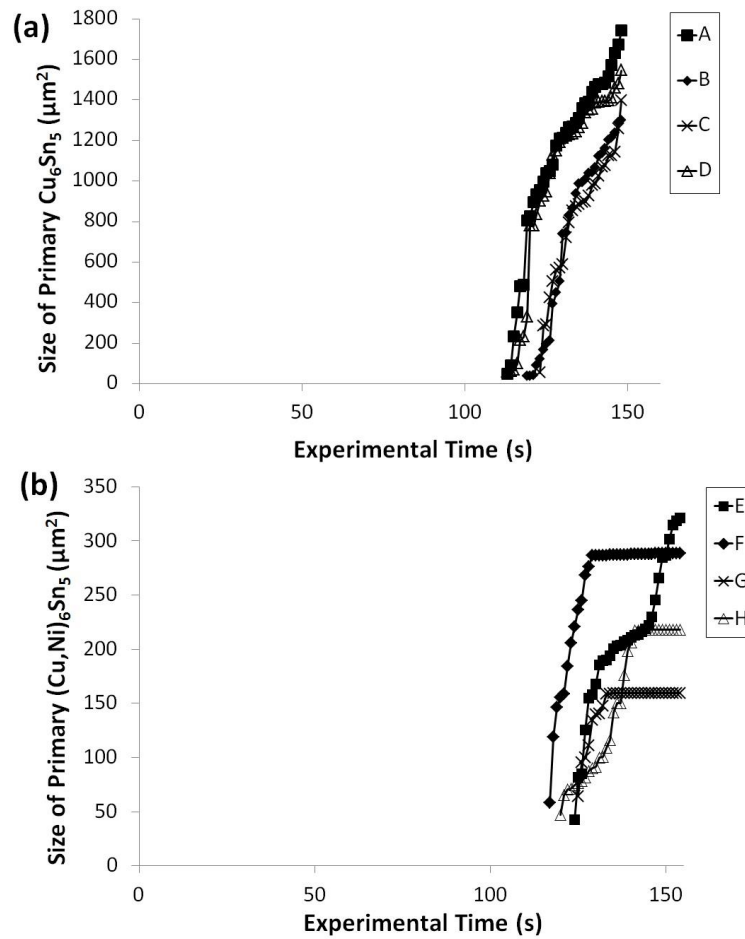 (a)
Size of Primary Cu₆Sn₅ (µm²)
1800
1600
1400
1200
1000
800
600
400
200
0
0 50 100 150
Experimental Time (s)
A
B
C
D
(b)
Size of Primary (Cu,Ni)₆Sn₅ (µm²)
350
300
250
200
150
100
50
0
0 50 100 150
Experimental Time (s)
E
F
G
H